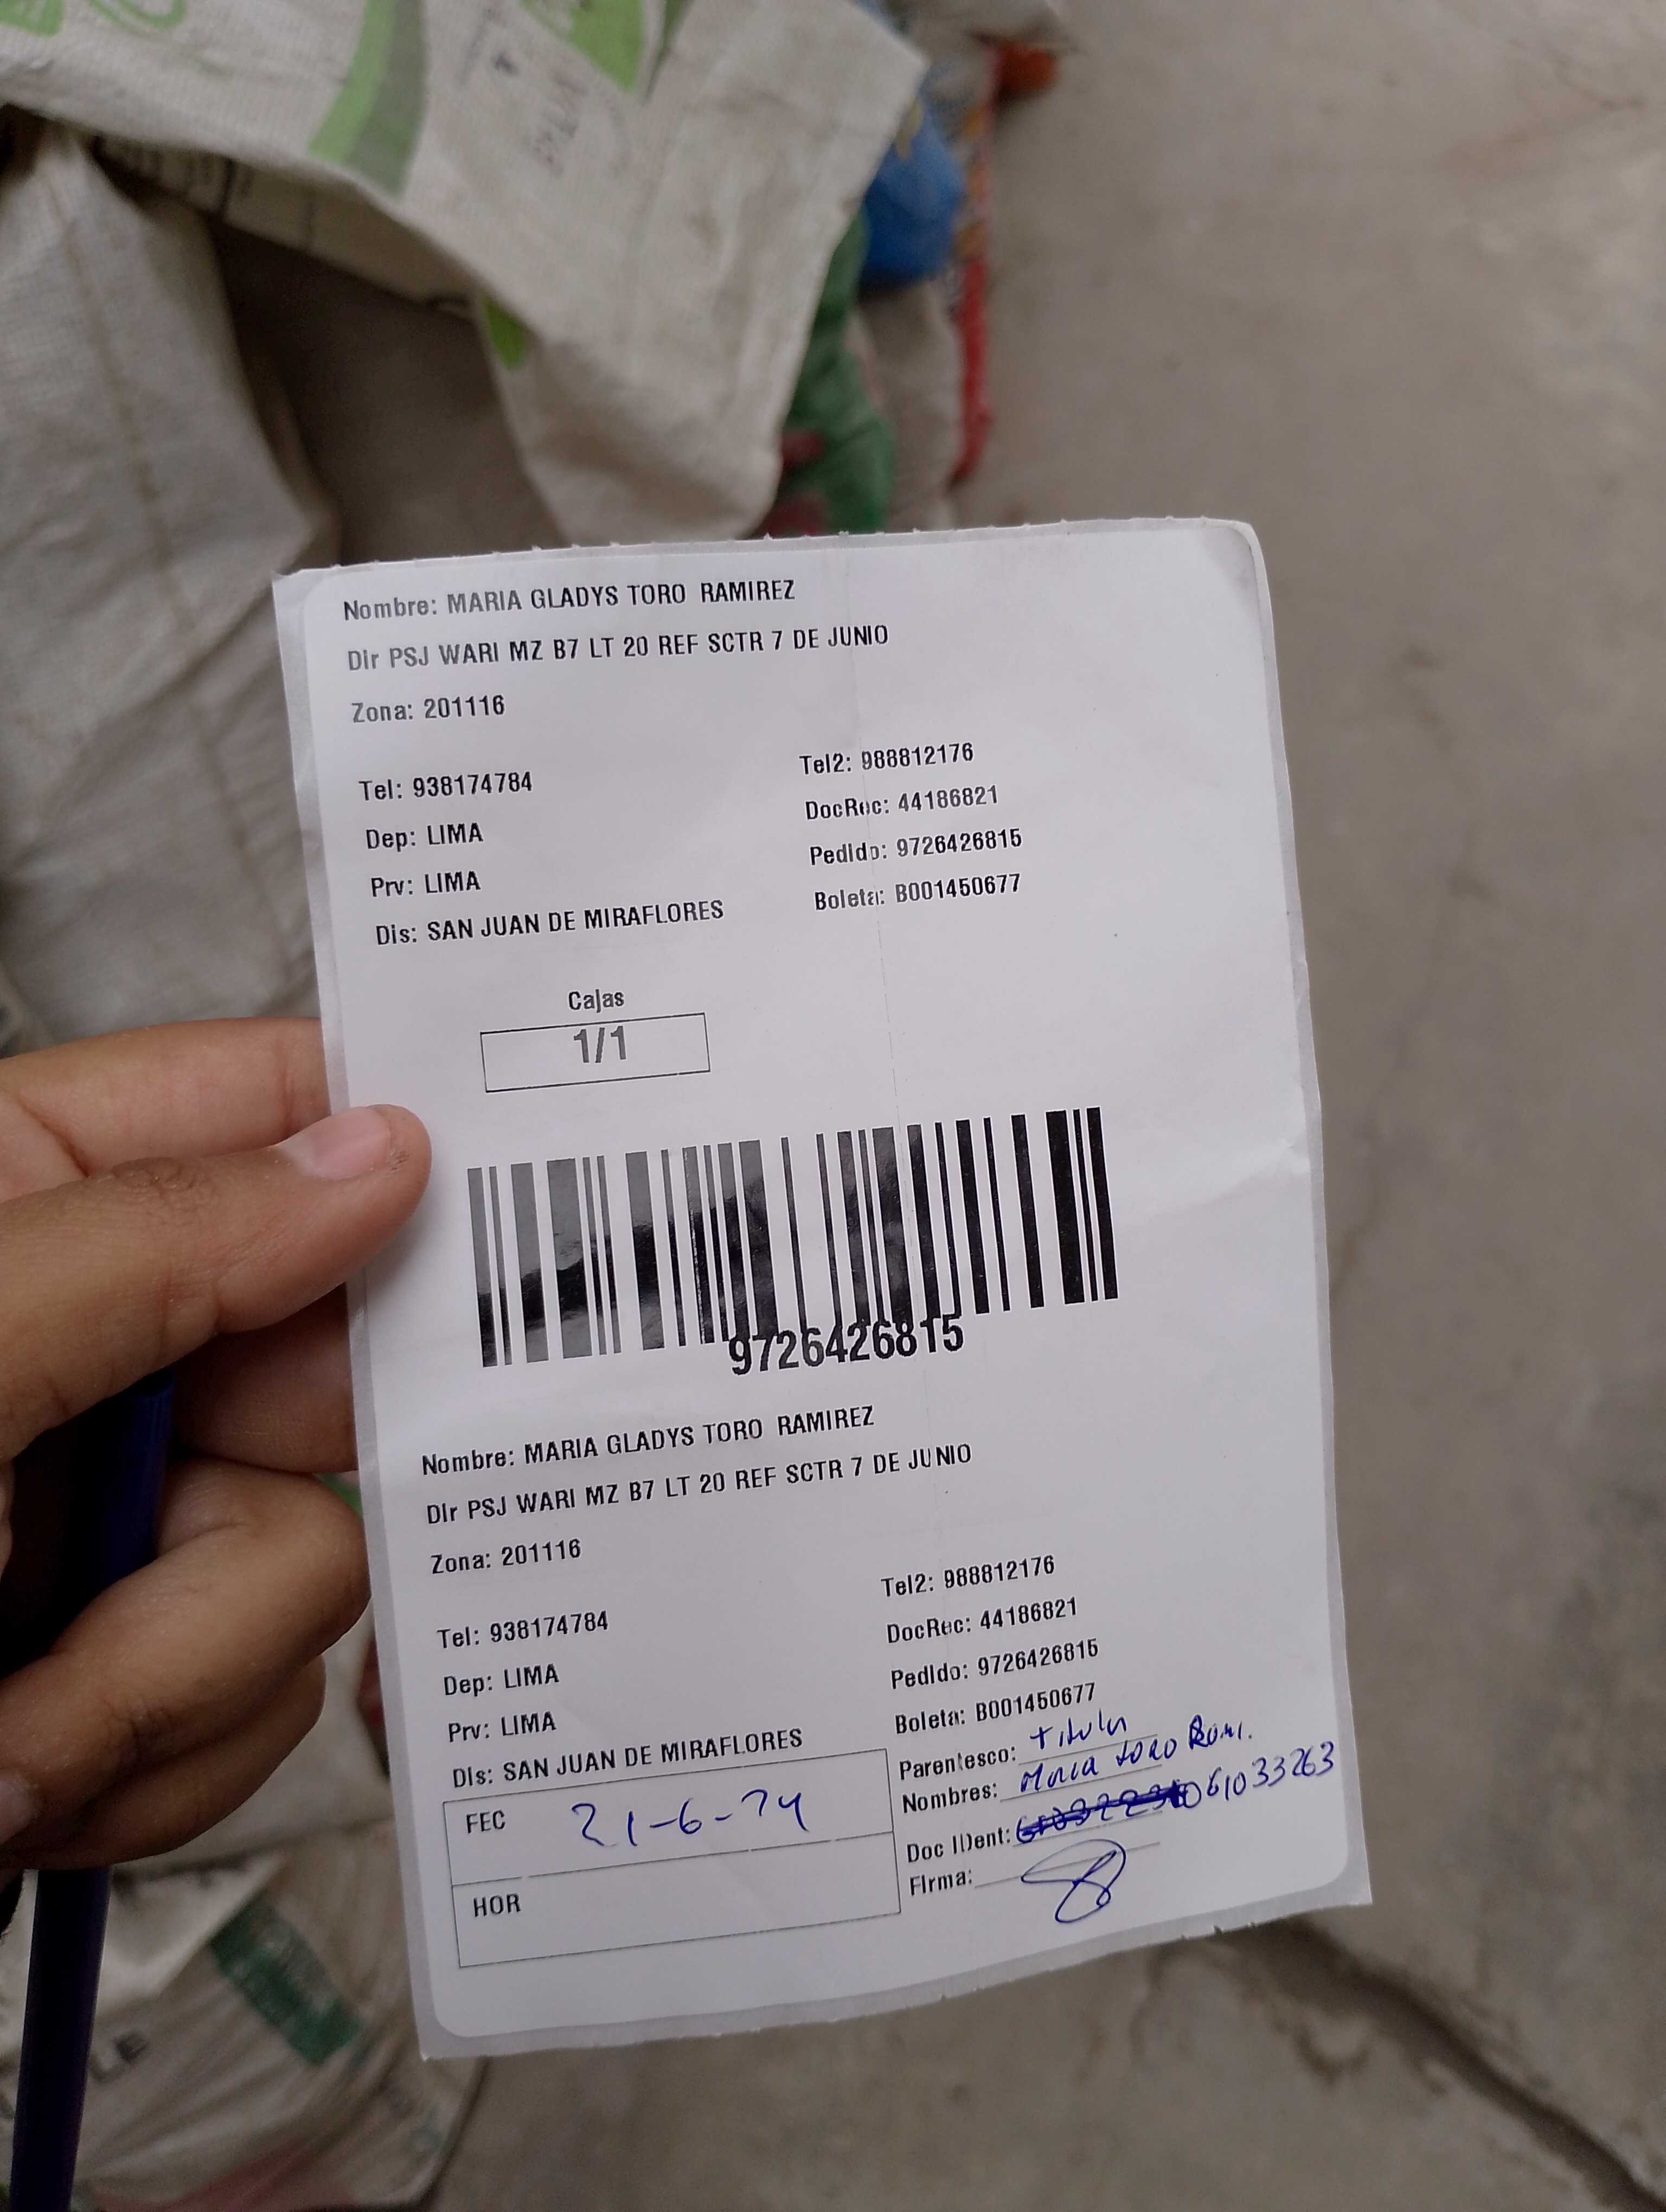 Nombre: MARIA GLADYS TORO RAMIREZ
Dir PSJ WARI MZ B7 LT 20 REF SCTR 7 DE JUNIO
Zona: 201116
Tel: 938174784
Tel2: 988812176
DocRec: 44186821
Dep: LIMA
Pedido: 9726426815
Prv: LIMA
Boleta: B001450677
Dis: SAN JUAN DE MIRAFLORES
Cajas
1/1
9726426815
Nombre: MARIA GLADYS TORO RAMIREZ
Dir PSJ WARI MZ B7 LT 20 REF SCTR 7 DE JUNIO
Zona: 201116
Tel: 938174784
Tel2: 988812176
DocRec: 44186821
Dep: LIMA
Pedido: 9726426815
Prv: LIMA
Boleta: B001450677
Dis: SAN JUAN DE MIRAFLORES
Parentesco: titular
Nombres: Maria toro Rami.
Doc IDent: 61033263
Firma:
FEC 21-6-24
HOR